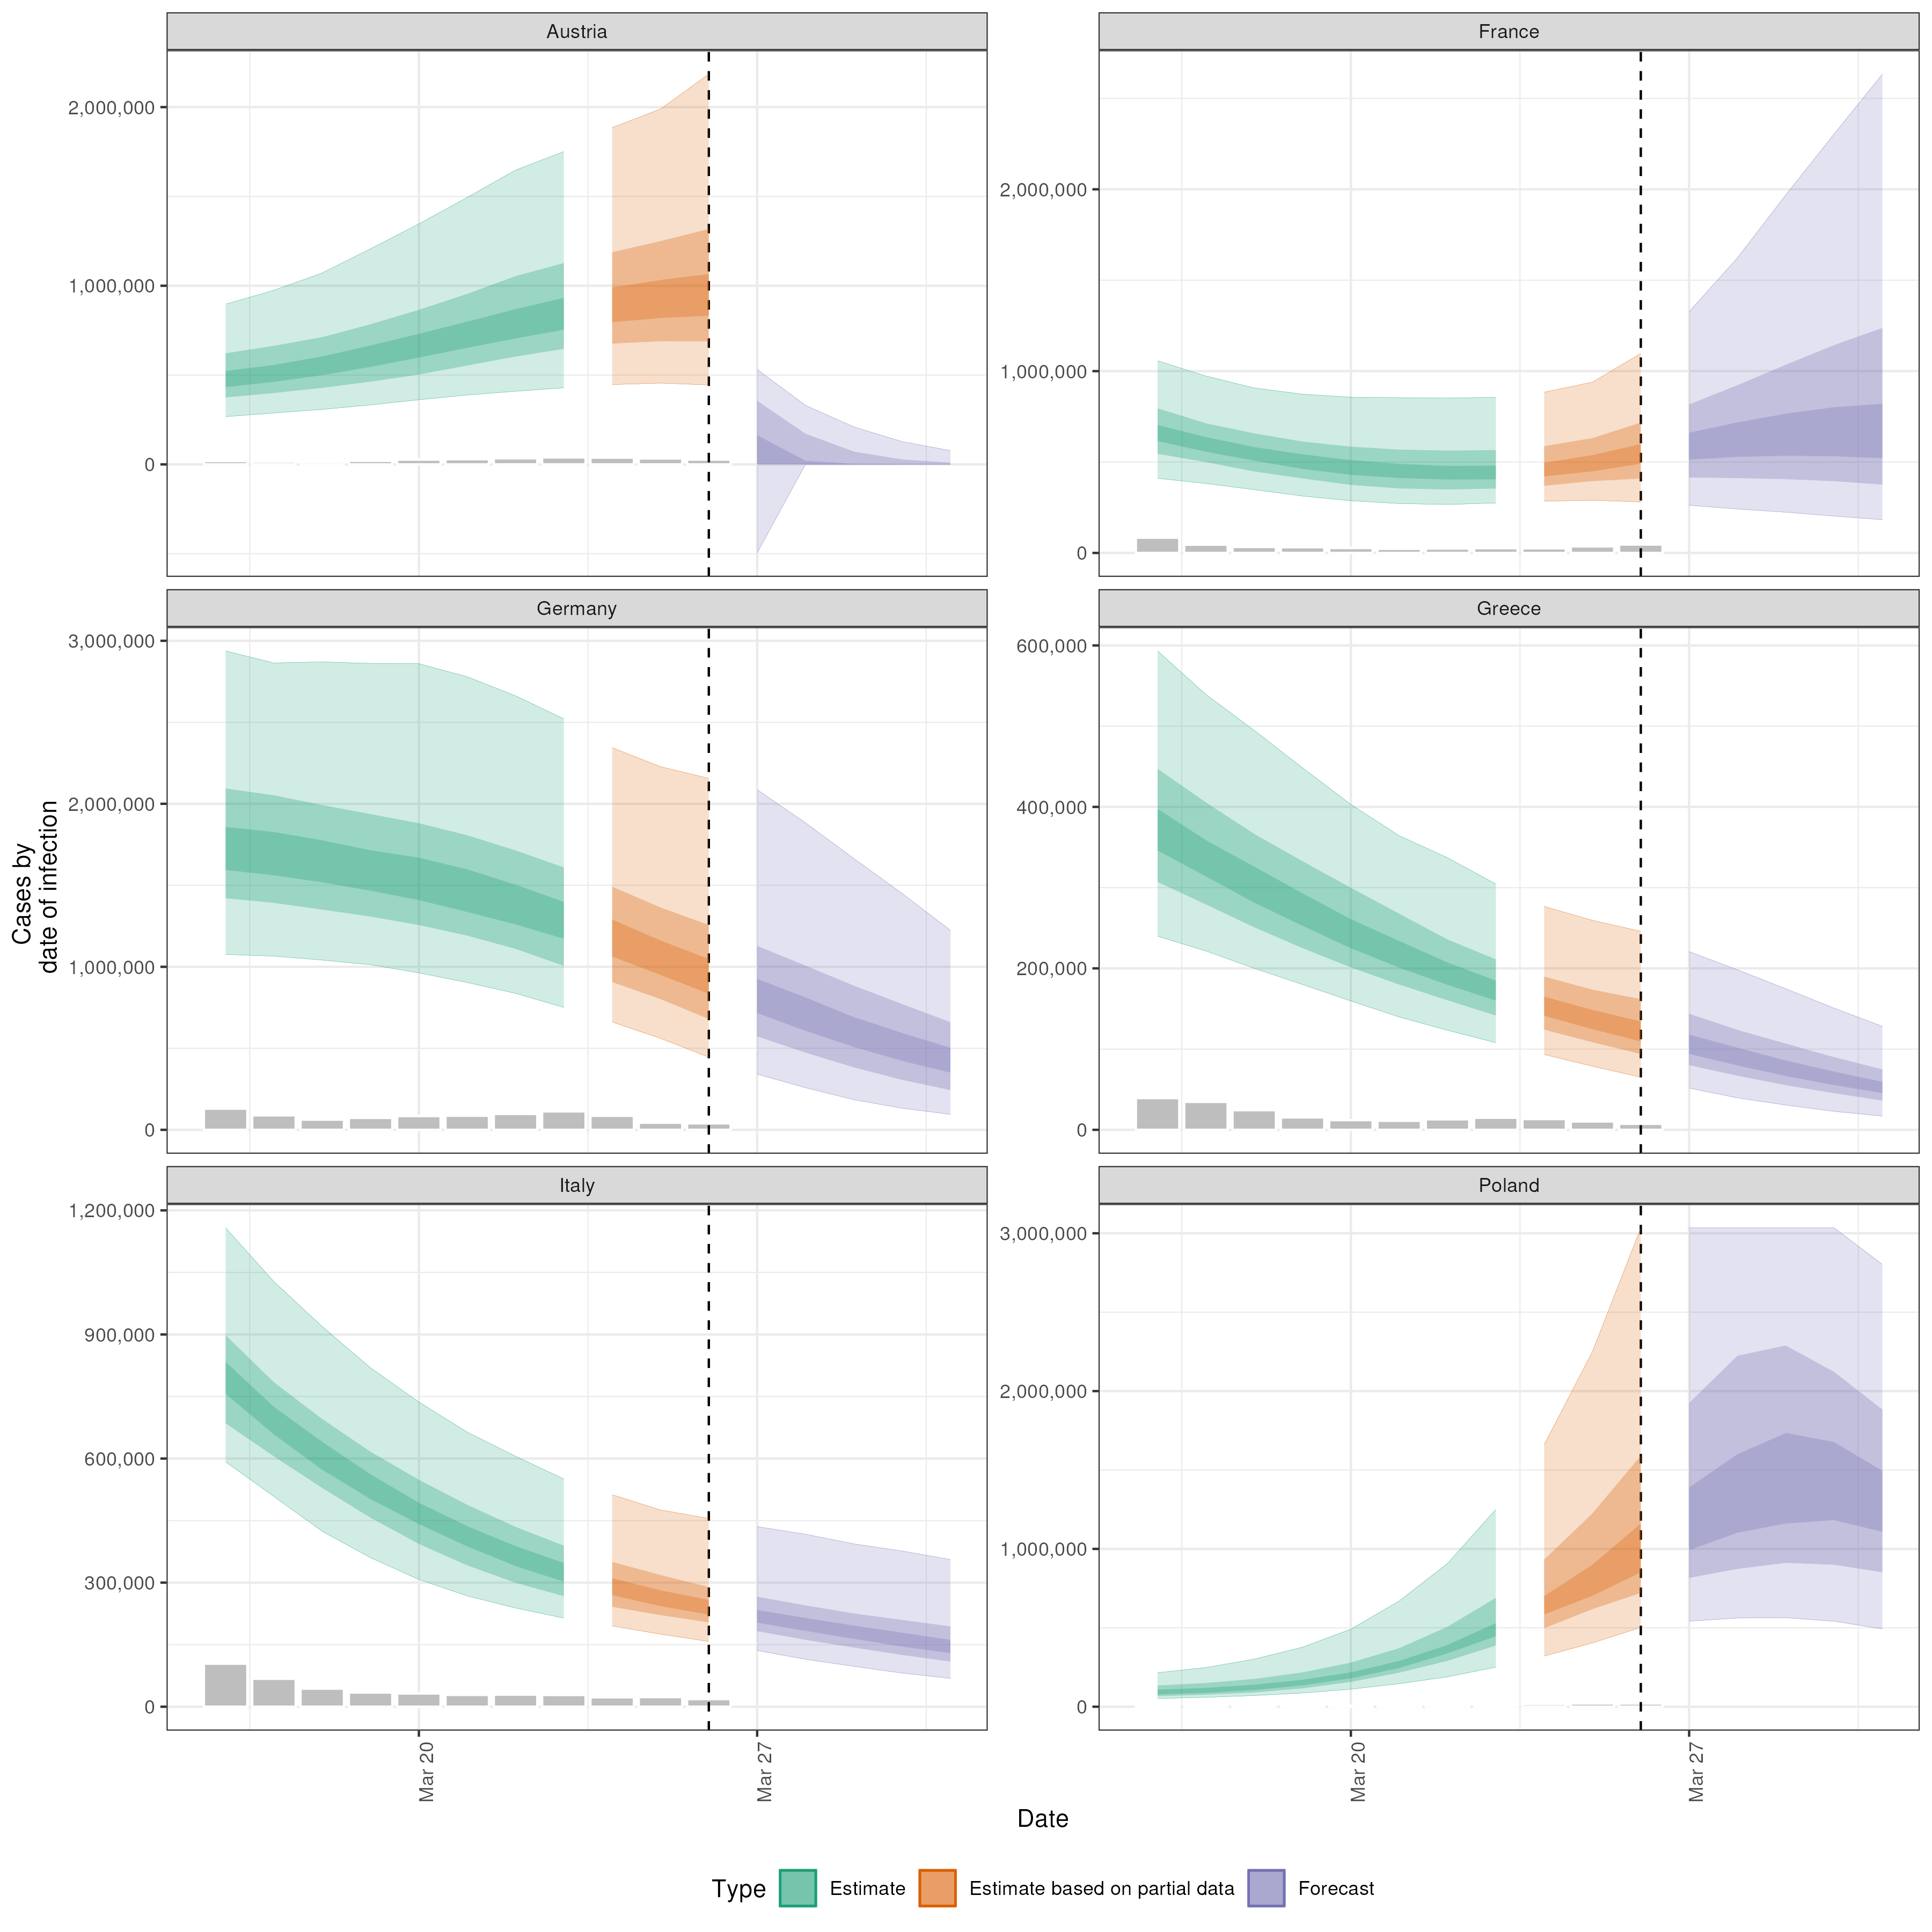 Austria
France
2,000,000
1,000,000
0
2,000,000
1,000,000
0
Germany
Greece
3,000,000
2,000,000
1,000,000
0
600,000
400,000
200,000
0
Cases by
date of infection
Italy
Poland
1,200,000
900,000
600,000
300,000
0
3,000,000
2,000,000
1,000,000
0
Mar 20
Mar 27
Mar 20
Mar 27
Date
Type Estimate Estimate based on partial data Forecast